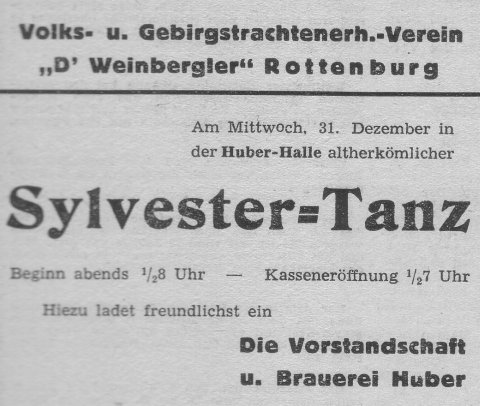 Volks- u. Gebirgstrachtenerh.-Verein
„D' Weinbergler“ Rottenburg
Am Mittwoch, 31. Dezember in
der Huber-Halle altherkömlicher
Sylvester=Tanz
Beginn abends ½8 Uhr — Kasseneröffnung ½7 Uhr
Hiezu ladet freundlichst ein
Die Vorstandschaft
u. Brauerei Huber